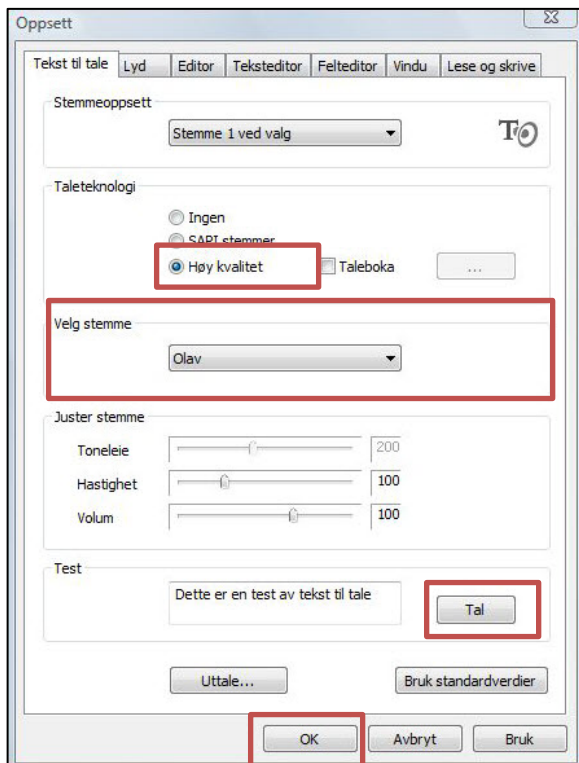 Oppsett
Tekst til tale Lyd Editor Teksteditor Felteditor Vindu Lese og skrive
Stemmeoppsett
Stemme 1 ved valg
Taleteknologi
Ingen
SAPI stemmer
Høy kvalitet Taleboka ...
Velg stemme
Olav
Juster stemme
Toneleie 200
Hastighet 100
Volum 100
Test
Dette er en test av tekst til tale Tal
Uttale... Bruk standardverdier
OK Avbryt Bruk